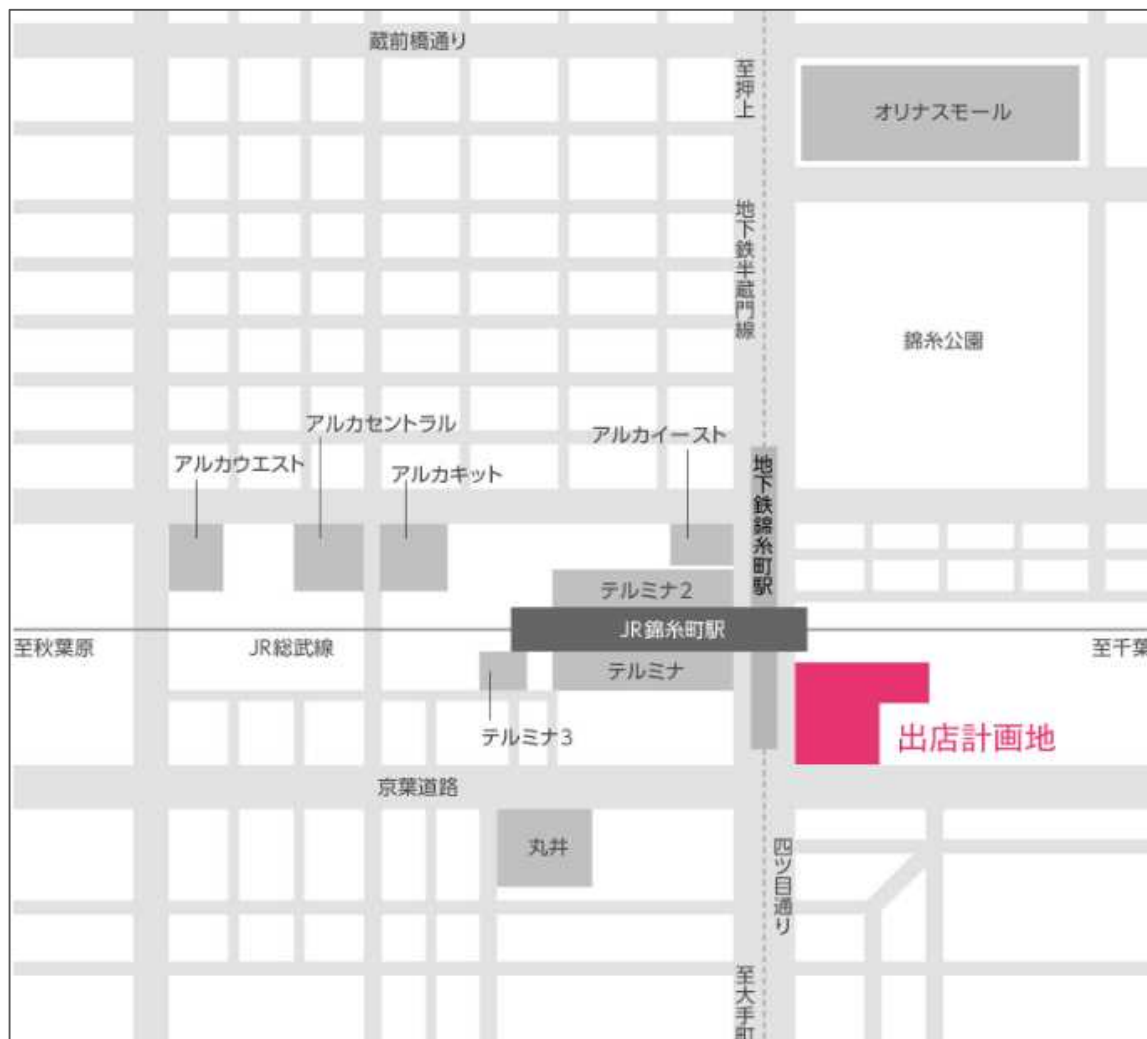 蔵前橋通り
至押上
オリナスモール
地下鉄半蔵門線
錦糸公園
アルカセントラル
アルカイースト
アルカウエスト
アルカキット
地下鉄錦糸町駅
テルミナ2
JR錦糸町駅
至秋葉原
JR総武線
至千葉
テルミナ
テルミナ3
出店計画地
京葉道路
丸井
四ツ目通り
至大手町